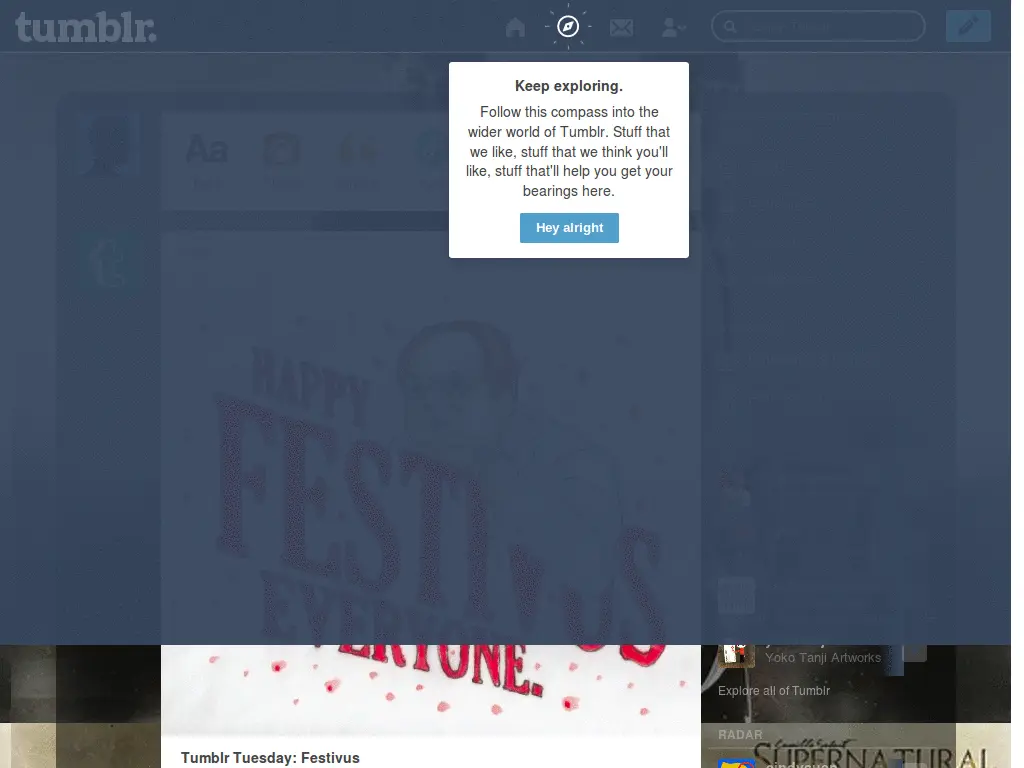 tumblr.
Keep exploring.
Follow this compass into the
wider world of Tumblr. Stuff that
we like, stuff that we think you'll
like, stuff that'll help you get your
bearings here.
Hey alright
Aa
HAPPY
FESTIVUS
EVERYONE.
Yoko Tanji Artworks
Explore all of Tumblr
RADAR
SUPERNATURAL
Tumblr Tuesday: Festivus